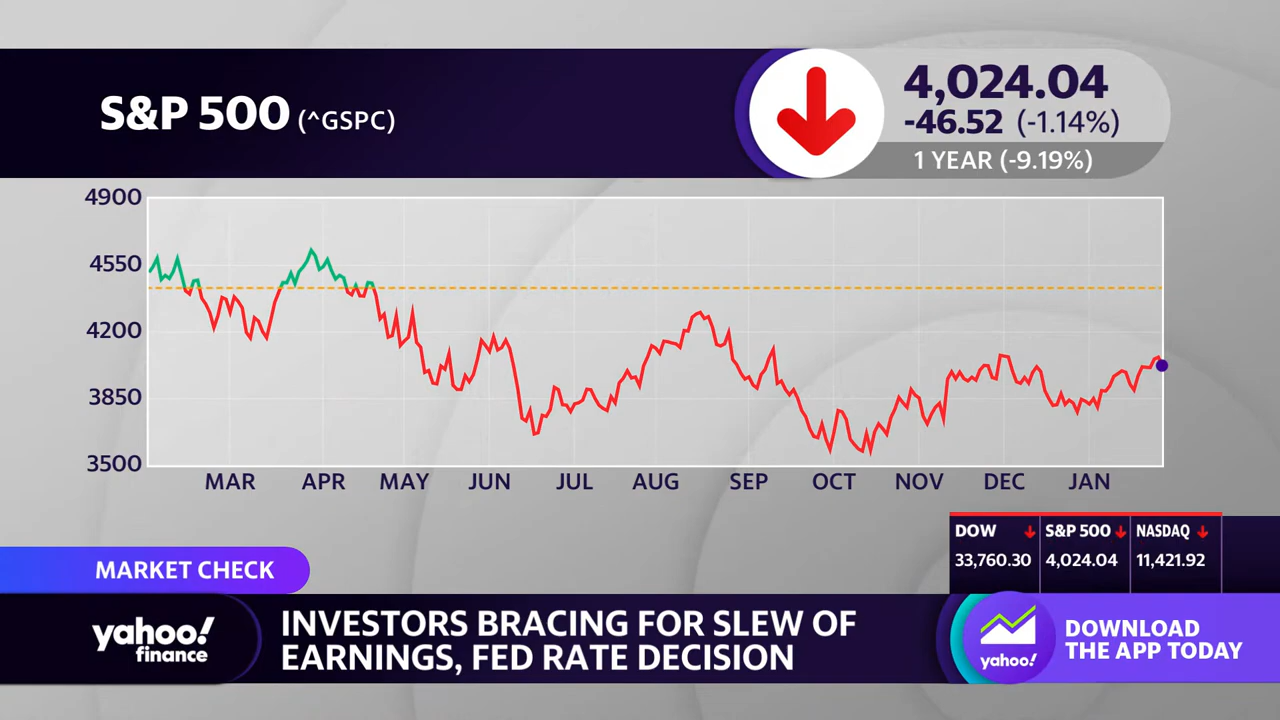 S&P 500 (^GSPC)
4,024.04
-46.52 (-1.14%)
1 YEAR (-9.19%)
4900
4550
4200
3850
3500
MAR APR MAY JUN JUL AUG SEP OCT NOV DEC JAN
DOW S&P 500 NASDAQ
33,760.30 4,024.04 11,421.92
MARKET CHECK
yahoo!
finance
INVESTORS BRACING FOR SLEW OF
EARNINGS, FED RATE DECISION
yahoo!
DOWNLOAD
THE APP TODAY